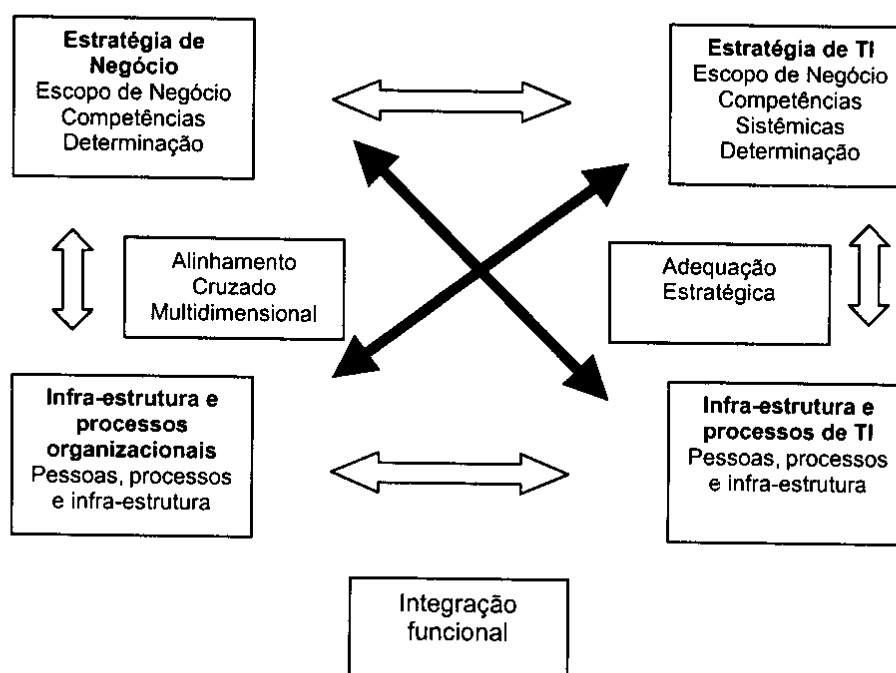 Estratégia de
Negócio
Escopo de Negócio
Competências
Determinação
Estratégia de TI
Escopo de Negócio
Competências
Sistêmicas
Determinação
Alinhamento
Cruzado
Multidimensional
Adequação
Estratégica
Infra-estrutura e
processos
organizacionais
Pessoas, processos
e infra-estrutura
Infra-estrutura e
processos de TI
Pessoas, processos
e infra-estrutura
Integração
funcional